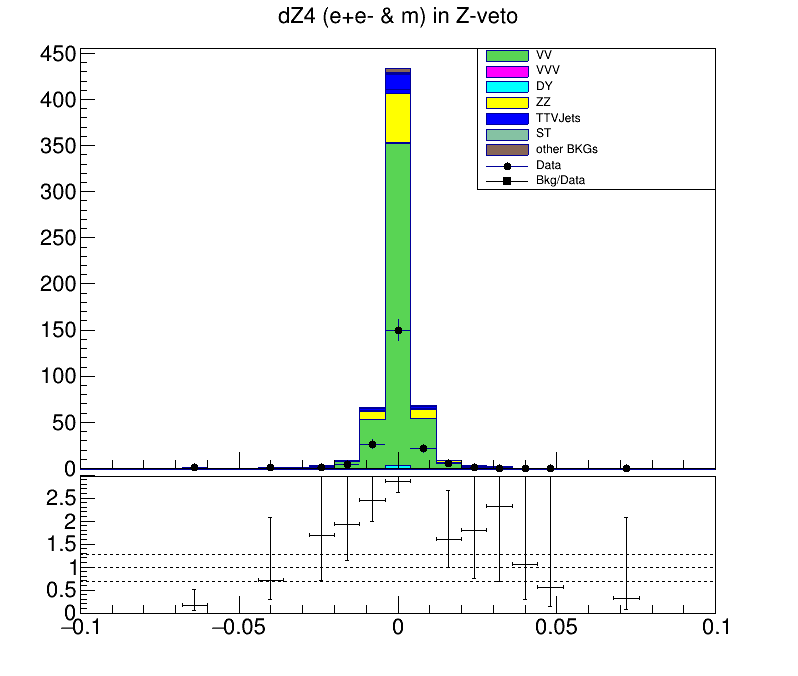 dZ4 (e+e- & m) in Z-veto
450
400
350
300
250
200
150
100
50
0
VV
VVV
DY
ZZ
TTVJets
ST
other BKGs
Data
Bkg/Data
2.5
2
1.5
1
0.5
0
−0.1 −0.05 0 0.05 0.1